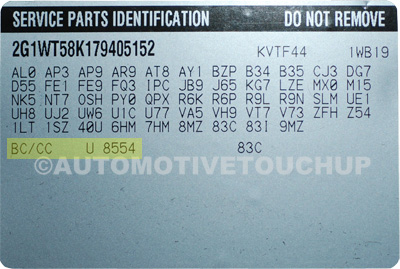 SERVICE PARTS IDENTIFICATION DO NOT REMOVE
2G1WT58K179405152 KVTF44 1WB19
AL0 AP3 AP9 AR9 AT8 AY1 BZP B34 B35 CJ3 DG7
D55 FE1 FE9 FQ3 IPC JB9 J65 KG7 LZE MX0 M15
NK5 NT7 OSH PY0 QPX R6K R6P R9L R9N SLM UE1
UH8 UJ2 UW6 U1C U77 VA5 VH9 VT7 V73 ZFH Z54
1LT 1SZ 40U 6HM 7HM 8MZ 83C 83I 9MZ
BC/CC U 8554 83C
©AUTOMOTIVETOUCHUP